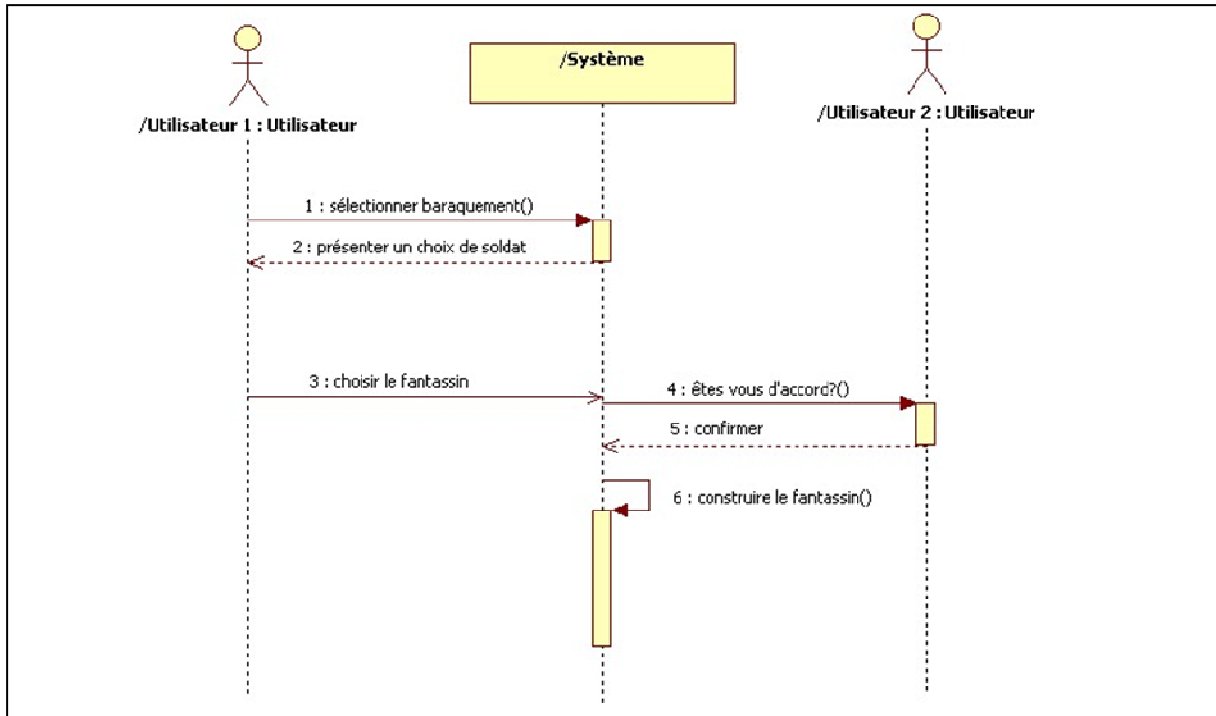 /Système
/Utilisateur 1 : Utilisateur
/Utilisateur 2 : Utilisateur
1 : sélectionner baraquement()
2 : présenter un choix de soldat
3 : choisir le fantassin
4 : êtes vous d'accord?()
5 : confirmer
6 : construire le fantassin()